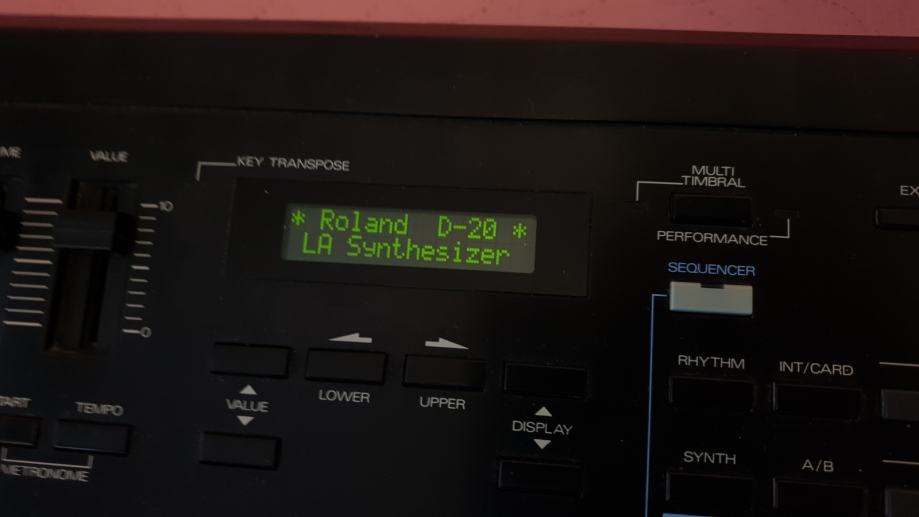 VALUE
KEY TRANSPOSE
MULTI
TIMBRAL
10
EX
* Roland D-20 *
LA Synthesizer
PERFORMANCE
SEQUENCER
0
RHYTHM
INT/CARD
LOWER
UPPER
VALUE
TEMPO
DISPLAY
METRONOME
SYNTH
A/B